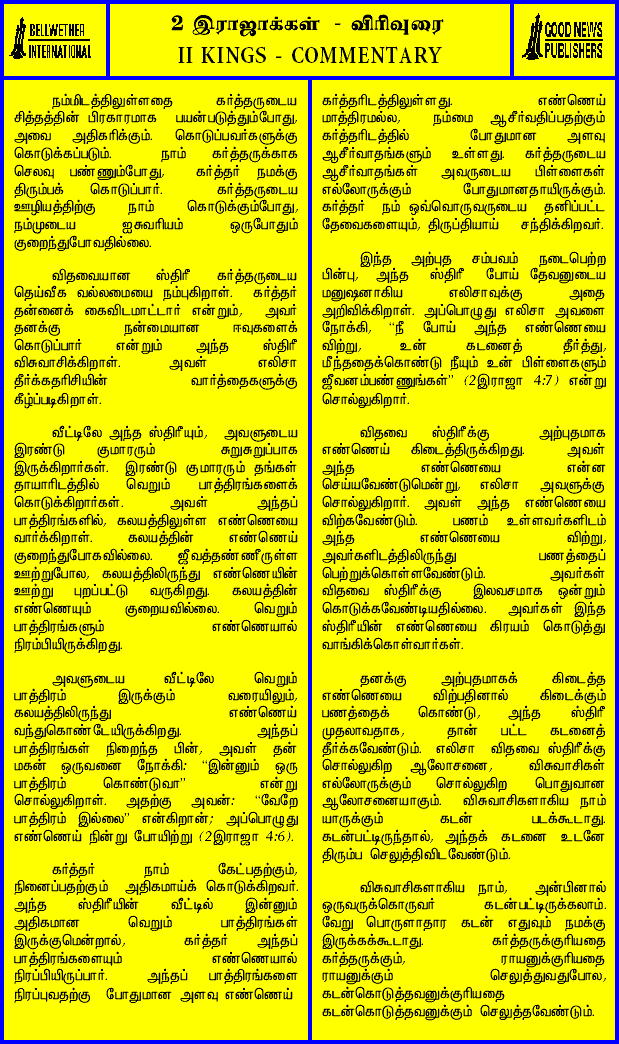 BELLWETHER
INTERNATIONAL
2 இராஜாக்கள் - விரிவுரை
II KINGS - COMMENTARY
GOOD NEWS
PUBLISHERS
நம்மிடத்திலுள்ளதை கர்த்தருடைய
சித்தத்தின் பிரகாரமாக பயன்படுத்தும்போது,
அவை அதிகரிக்கும். கொடுப்பவர்களுக்கு
கொடுக்கப்படும். நாம் கர்த்தருக்காக
செலவு பண்ணும்போது, கர்த்தர் நமக்கு
திரும்பக் கொடுப்பார். கர்த்தருடைய
ஊழியத்திற்கு நாம் கொடுக்கும்போது,
நம்முடைய ஐசுவரியம் ஒருபோதும்
குறைந்துபோவதில்லை.
விதவையான ஸ்திரீ கர்த்தருடைய
தெய்வீக வல்லமையை நம்புகிறாள். கர்த்தர்
தன்னைக் கைவிடமாட்டார் என்றும், அவர்
தனக்கு நன்மையான ஈவுகளைக்
கொடுப்பார் என்றும் அந்த ஸ்திரீ
விசுவாசிக்கிறாள். அவள் எலிசா
தீர்க்கதரிசியின் வார்த்தைகளுக்கு
கீழ்ப்படிகிறாள்.
வீட்டிலே அந்த ஸ்திரீயும், அவளுடைய
இரண்டு குமாரரும் சுறுசுறுப்பாக
இருக்கிறார்கள். இரண்டு குமாரரும் தங்கள்
தாயாரிடத்தில் வெறும் பாத்திரங்களைக்
கொடுக்கிறார்கள். அவள் அந்தப்
பாத்திரங்களில், கலயத்திலுள்ள எண்ணெயை
வார்க்கிறாள். கலயத்தின் எண்ணெய்
குறைந்துபோகவில்லை. ஜீவத்தண்ணீருள்ள
ஊற்றுபோல, கலயத்திலிருந்து எண்ணெயின்
ஊற்று புறப்பட்டு வருகிறது. கலயத்தின்
எண்ணெயும் குறையவில்லை. வெறும்
பாத்திரங்களும் எண்ணெயால்
நிரம்பியிருக்கிறது.
அவளுடைய வீட்டிலே வெறும்
பாத்திரம் இருக்கும் வரையிலும்,
கலயத்திலிருந்து எண்ணெய்
வந்துகொண்டேயிருக்கிறது. அந்தப்
பாத்திரங்கள் நிறைந்த பின், அவள் தன்
மகன் ஒருவனை நோக்கி: “இன்னும் ஒரு
பாத்திரம் கொண்டுவா” என்று
சொல்லுகிறாள். அதற்கு அவன்: “வேறே
பாத்திரம் இல்லை” என்கிறான்; அப்பொழுது
எண்ணெய் நின்று போயிற்று (2இராஜா 4:6).
கர்த்தர் நாம் கேட்பதற்கும்,
நினைப்பதற்கும் அதிகமாய்க் கொடுக்கிறவர்.
அந்த ஸ்திரீயின் வீட்டில் இன்னும்
அதிகமான வெறும் பாத்திரங்கள்
இருக்குமென்றால், கர்த்தர் அந்தப்
பாத்திரங்களையும் எண்ணெயால்
நிரப்பியிருப்பார். அந்தப் பாத்திரங்களை
நிரப்புவதற்கு போதுமான அளவு எண்ணெய்
கர்த்தரிடத்திலுள்ளது. எண்ணெய்
மாத்திரமல்ல, நம்மை ஆசீர்வதிப்பதற்கும்
கர்த்தரிடத்தில் போதுமான அளவு
ஆசீர்வாதங்களும் உள்ளது. கர்த்தருடைய
ஆசீர்வாதங்கள் அவருடைய பிள்ளைகள்
எல்லோருக்கும் போதுமானதாயிருக்கும்.
கர்த்தர் நம் ஒவ்வொருவருடைய தனிப்பட்ட
தேவைகளையும், திருப்தியாய் சந்திக்கிறவர்.
இந்த அற்புத சம்பவம் நடைபெற்ற
பின்பு, அந்த ஸ்திரீ போய் தேவனுடைய
மனுஷனாகிய எலிசாவுக்கு அதை
அறிவிக்கிறாள். அப்பொழுது எலிசா அவளை
நோக்கி, “நீ போய் அந்த எண்ணெயை
விற்று, உன் கடனைத் தீர்த்து,
மீந்ததைக்கொண்டு நீயும் உன் பிள்ளைகளும்
ஜீவனம்பண்ணுங்கள்” (2இராஜா 4:7) என்று
சொல்லுகிறார்.
விதவை ஸ்திரீக்கு அற்புதமாக
எண்ணெய் கிடைத்திருக்கிறது. அவள்
அந்த எண்ணெயை என்ன
செய்யவேண்டுமென்று, எலிசா அவளுக்கு
சொல்லுகிறார். அவள் அந்த எண்ணெயை
விற்கவேண்டும். பணம் உள்ளவர்களிடம்
அந்த எண்ணெயை விற்று,
அவர்களிடத்திலிருந்து பணத்தைப்
பெற்றுக்கொள்ளவேண்டும். அவர்கள்
விதவை ஸ்திரீக்கு இலவசமாக ஒன்றும்
கொடுக்கவேண்டியதில்லை. அவர்கள் இந்த
ஸ்திரீயின் எண்ணெயை கிரயம் கொடுத்து
வாங்கிக்கொள்வார்கள்.
தனக்கு அற்புதமாகக் கிடைத்த
எண்ணெயை விற்பதினால் கிடைக்கும்
பணத்தைக் கொண்டு, அந்த ஸ்திரீ
முதலாவதாக, தான் பட்ட கடனைத்
தீர்க்கவேண்டும். எலிசா விதவை ஸ்திரீக்கு
சொல்லுகிற ஆலோசனை, விசுவாசிகள்
எல்லோருக்கும் சொல்லுகிற பொதுவான
ஆலோசனையாகும். விசுவாசிகளாகிய நாம்
யாருக்கும் கடன் படக்கூடாது.
கடன்பட்டிருந்தால், அந்தக் கடனை உடனே
திரும்ப செலுத்திவிடவேண்டும்.
விசுவாசிகளாகிய நாம், அன்பினால்
ஒருவருக்கொருவர் கடன்பட்டிருக்கலாம்.
வேறு பொருளாதார கடன் எதுவும் நமக்கு
இருக்கக்கூடாது. கர்த்தருக்குரியதை
கர்த்தருக்கும், ராயனுக்குரியதை
ராயனுக்கும் செலுத்துவதுபோல,
கடன்கொடுத்தவனுக்குரியதை
கடன்கொடுத்தவனுக்கும் செலுத்தவேண்டும்.